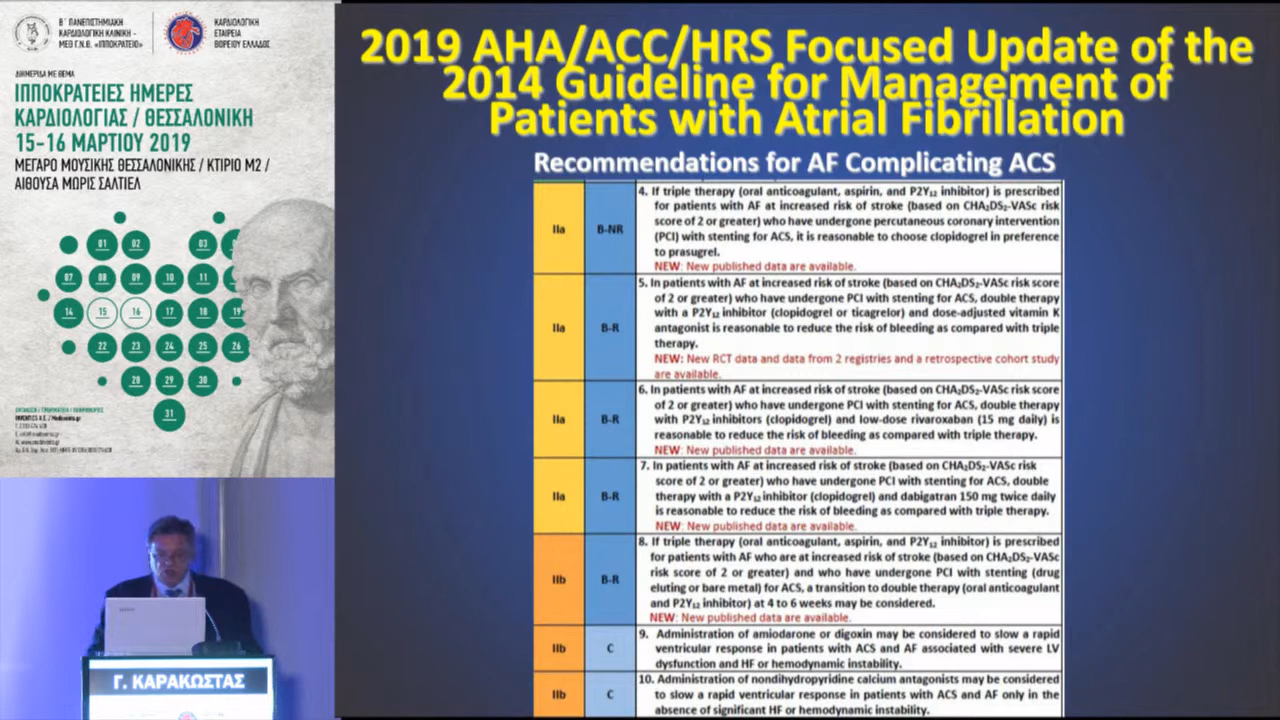 Β΄ ΠΑΝΕΠΙΣΤΗΜΙΑΚΗ
ΚΑΡΔΙΟΛΟΓΙΚΗ ΚΛΙΝΙΚΗ -
ΜΕΘ Γ.Ν.Θ. «ΙΠΠΟΚΡΑΤΕΙΟ»
ΚΑΡΔΙΟΛΟΓΙΚΗ
ΕΤΑΙΡΕΙΑ
ΒΟΡΕΙΟΥ ΕΛΛΑΔΟΣ
ΔΙΗΜΕΡΙΔΑ ΜΕ ΘΕΜΑ
ΙΠΠΟΚΡΑΤΕΙΕΣ ΗΜΕΡΕΣ
ΚΑΡΔΙΟΛΟΓΙΑΣ / ΘΕΣΣΑΛΟΝΙΚΗ
15-16 ΜΑΡΤΙΟΥ 2019
ΜΕΓΑΡΟ ΜΟΥΣΙΚΗΣ ΘΕΣΣΑΛΟΝΙΚΗΣ / ΚΤΙΡΙΟ Μ2 /
ΑΙΘΟΥΣΑ ΜΩΡΙΣ ΣΑΛΤΙΕΛ
01 02 03
07 08 09 10 11
14 15 16 17 18 19
22 23 24 25 26
28 29 30
31
Γ. ΚΑΡΑΚΩΣΤΑΣ
2019 AHA/ACC/HRS Focused Update of the
2014 Guideline for Management of
Patients with Atrial Fibrillation
Recommendations for AF Complicating ACS
IIa B-NR
4. If triple therapy (oral anticoagulant, aspirin, and P2Y₁₂ inhibitor) is prescribed
for patients with AF at increased risk of stroke (based on CHA₂DS₂-VASc risk
score of 2 or greater) who have undergone percutaneous coronary intervention
(PCI) with stenting for ACS, it is reasonable to choose clopidogrel in preference
to prasugrel.
NEW: New published data are available.
IIa B-R
5. In patients with AF at increased risk of stroke (based on CHA₂DS₂-VASc risk score
of 2 or greater) who have undergone PCI with stenting for ACS, double therapy
with a P2Y₁₂ inhibitor (clopidogrel or ticagrelor) and dose-adjusted vitamin K
antagonist is reasonable to reduce the risk of bleeding as compared with triple
therapy.
NEW: New RCT data and data from 2 registries and a retrospective cohort study
are available.
IIa B-R
6. In patients with AF at increased risk of stroke (based on CHA₂DS₂-VASc risk score
of 2 or greater) who have undergone PCI with stenting for ACS, double therapy
with P2Y₁₂ inhibitors (clopidogrel) and low-dose rivaroxaban (15 mg daily) is
reasonable to reduce the risk of bleeding as compared with triple therapy.
NEW: New published data are available.
IIa B-R
7. In patients with AF at increased risk of stroke (based on CHA₂DS₂-VASc risk
score of 2 or greater) who have undergone PCI with stenting for ACS, double
therapy with a P2Y₁₂ inhibitor (clopidogrel) and dabigatran 150 mg twice daily
is reasonable to reduce the risk of bleeding as compared with triple therapy.
NEW: New published data are available.
IIb B-R
8. If triple therapy (oral anticoagulant, aspirin, and P2Y₁₂ inhibitor) is prescribed
for patients with AF who are at increased risk of stroke (based on CHA₂DS₂-VASc
risk score of 2 or greater) and who have undergone PCI with stenting (drug
eluting or bare metal) for ACS, a transition to double therapy (oral anticoagulant
and P2Y₁₂ inhibitor) at 4 to 6 weeks may be considered.
NEW: New published data are available.
IIb C
9. Administration of amiodarone or digoxin may be considered to slow a rapid
ventricular response in patients with ACS and AF associated with severe LV
dysfunction and HF or hemodynamic instability.
IIb C
10. Administration of nondihydropyridine calcium antagonists may be considered
to slow a rapid ventricular response in patients with ACS and AF only in the
absence of significant HF or hemodynamic instability.